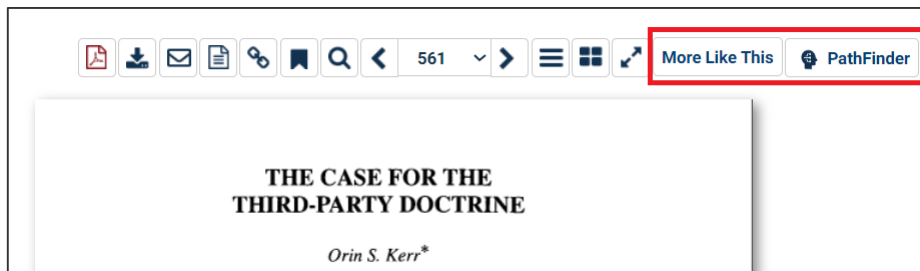 561 More Like This PathFinder
THE CASE FOR THE
THIRD-PARTY DOCTRINE
Orin S. Kerr*